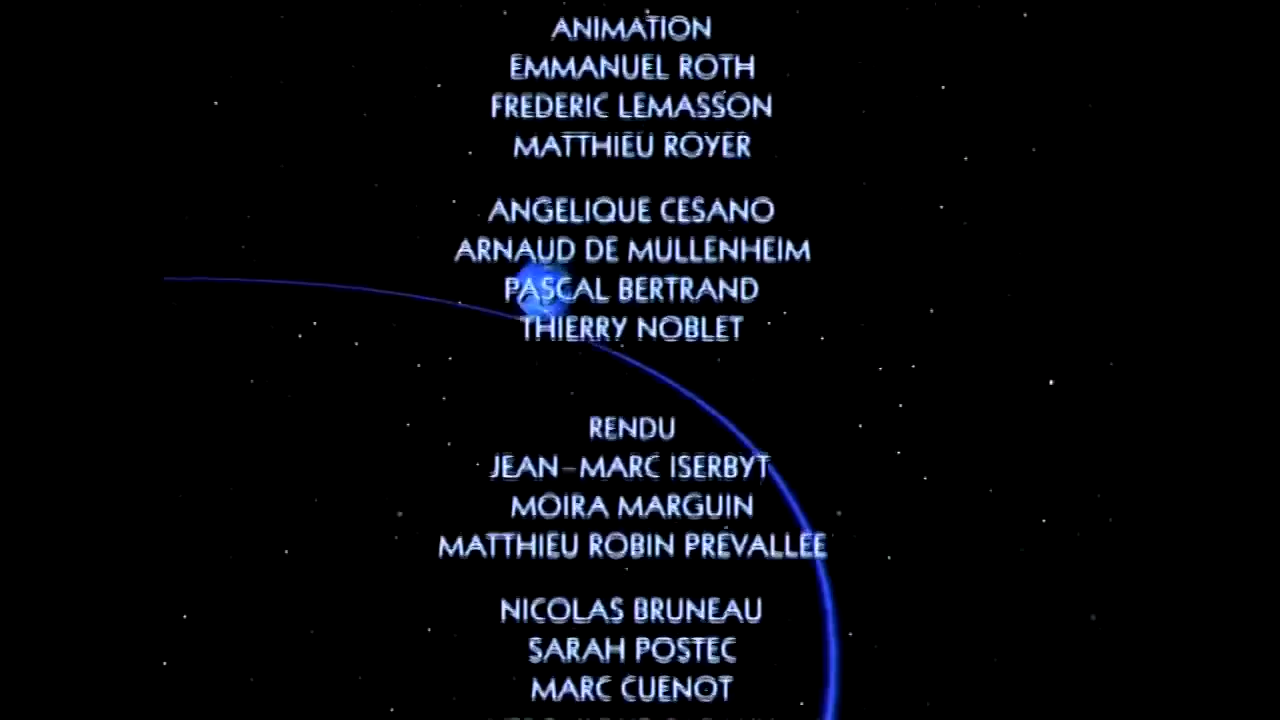 ANIMATION
EMMANUEL ROTH
FREDERIC LEMASSON
MATTHIEU ROYER
ANGELIQUE CESANO
ARNAUD DE MULLENHEIM
PASCAL BERTRAND
THIERRY NOBLET
RENDU
JEAN-MARC ISERBYT
MOIRA MARGUIN
MATTHIEU ROBIN PRÉVALLÉE
NICOLAS BRUNEAU
SARAH POSTEC
MARC CUENOT